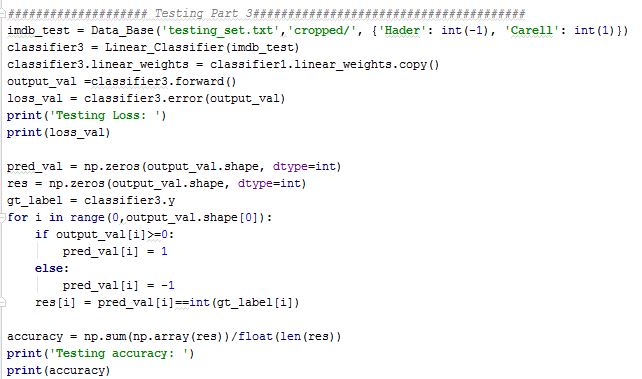 #################### Testing Part 3#######################################
imdb_test = Data_Base('testing_set.txt','cropped/', {'Hader': int(-1), 'Carell': int(1)})
classifier3 = Linear_Classifier(imdb_test)
classifier3.linear_weights = classifier1.linear_weights.copy()
output_val =classifier3.forward()
loss_val = classifier3.error(output_val)
print('Testing Loss: ')
print(loss_val)
pred_val = np.zeros(output_val.shape, dtype=int)
res = np.zeros(output_val.shape, dtype=int)
gt_label = classifier3.y
for i in range(0,output_val.shape[0]):
    if output_val[i]>=0:
        pred_val[i] = 1
    else:
        pred_val[i] = -1
    res[i] = pred_val[i]==int(gt_label[i])
accuracy = np.sum(np.array(res))/float(len(res))
print('Testing accuracy: ')
print(accuracy)